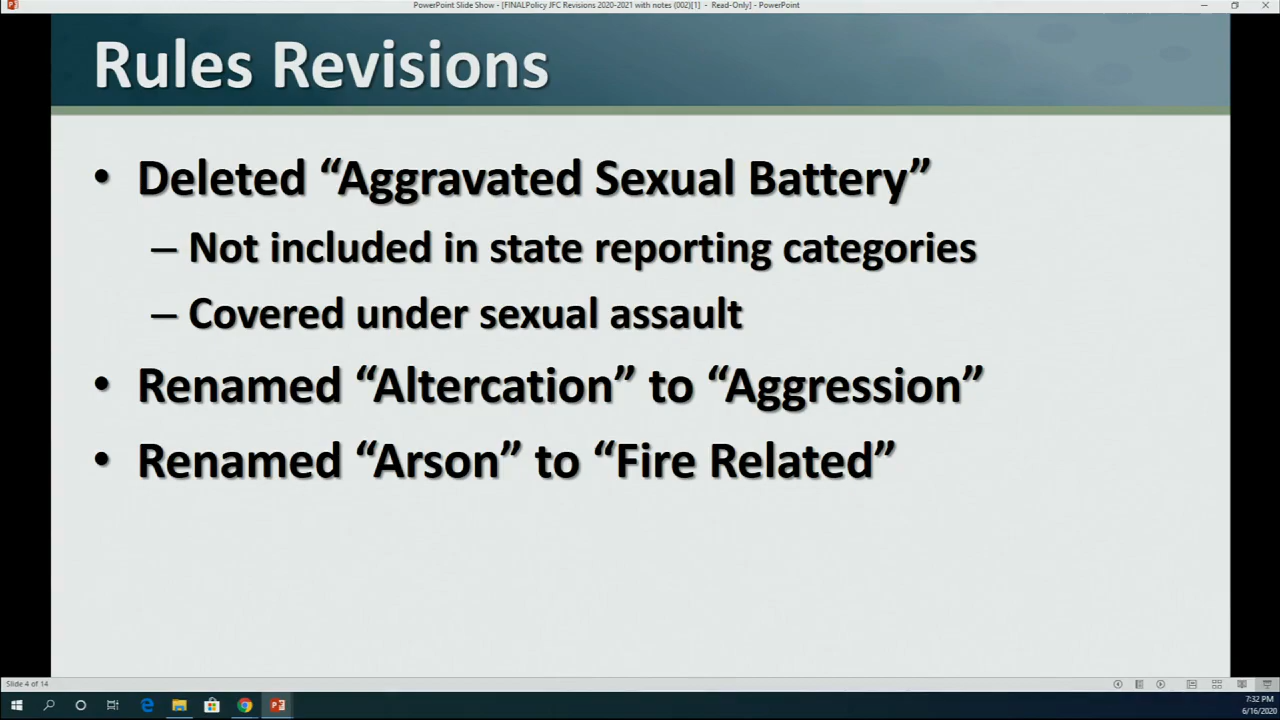 PowerPoint Slide Show - [FINALPolicy JFC Revisions 2020-2021 with notes (002)[1] - Read-Only] - PowerPoint
Rules Revisions
• Deleted “Aggravated Sexual Battery”
– Not included in state reporting categories
– Covered under sexual assault
• Renamed “Altercation” to “Aggression”
• Renamed “Arson” to “Fire Related”
Slide 4 of 14
7:32 PM
6/16/2020